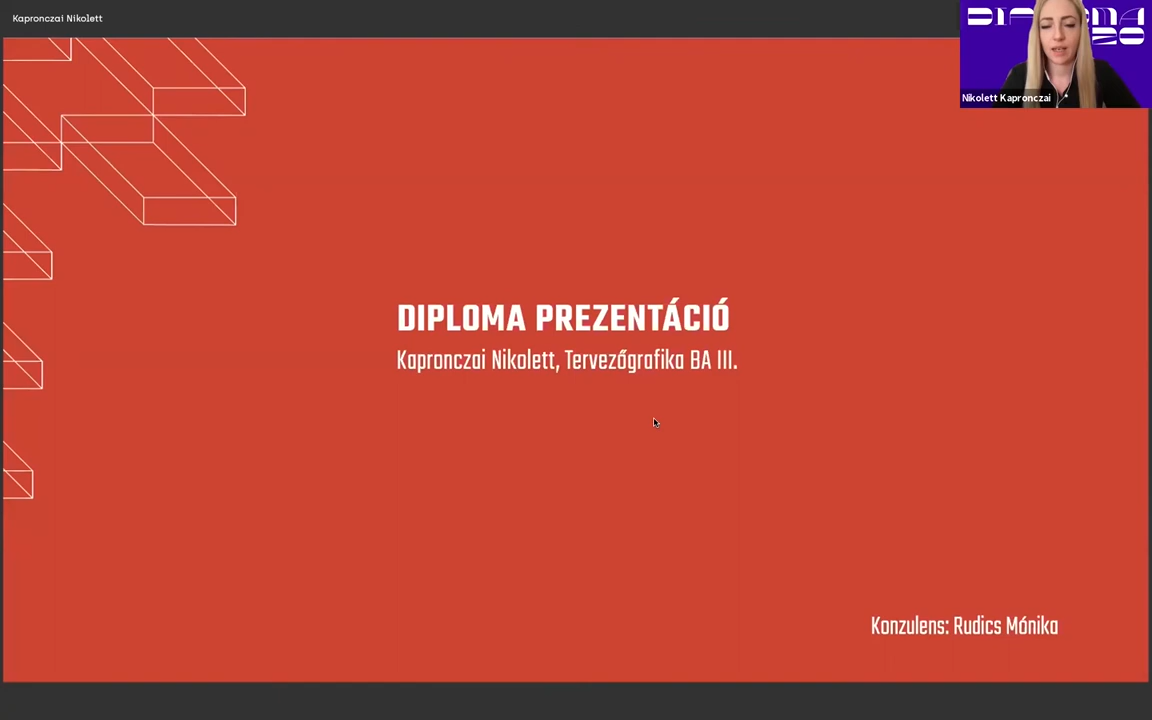 Kapronczai Nikolett
Nikolett Kapronczai
DIPLOMA PREZENTÁCIÓ
Kapronczai Nikolett, Tervezőgrafika BA III.
Konzulens: Rudics Mónika